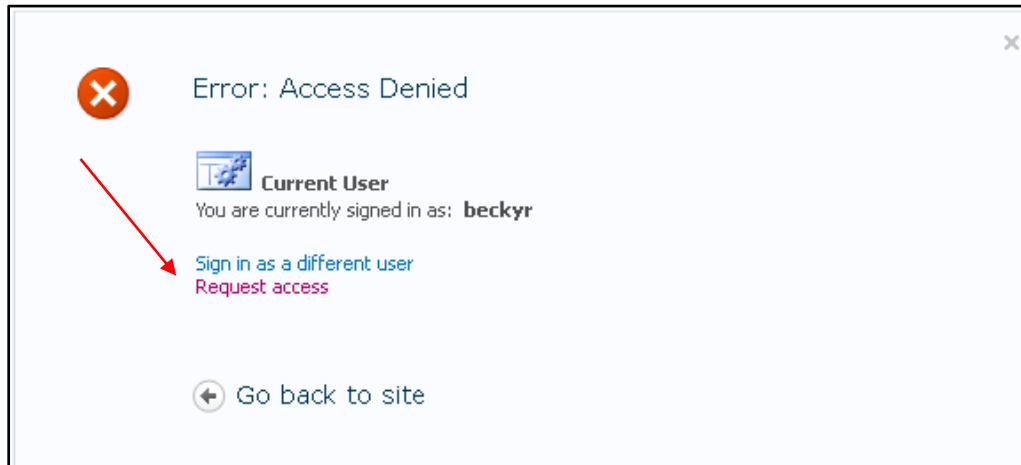 Error: Access Denied
Current User
You are currently signed in as: beckyr
Sign in as a different user
Request access
Go back to site